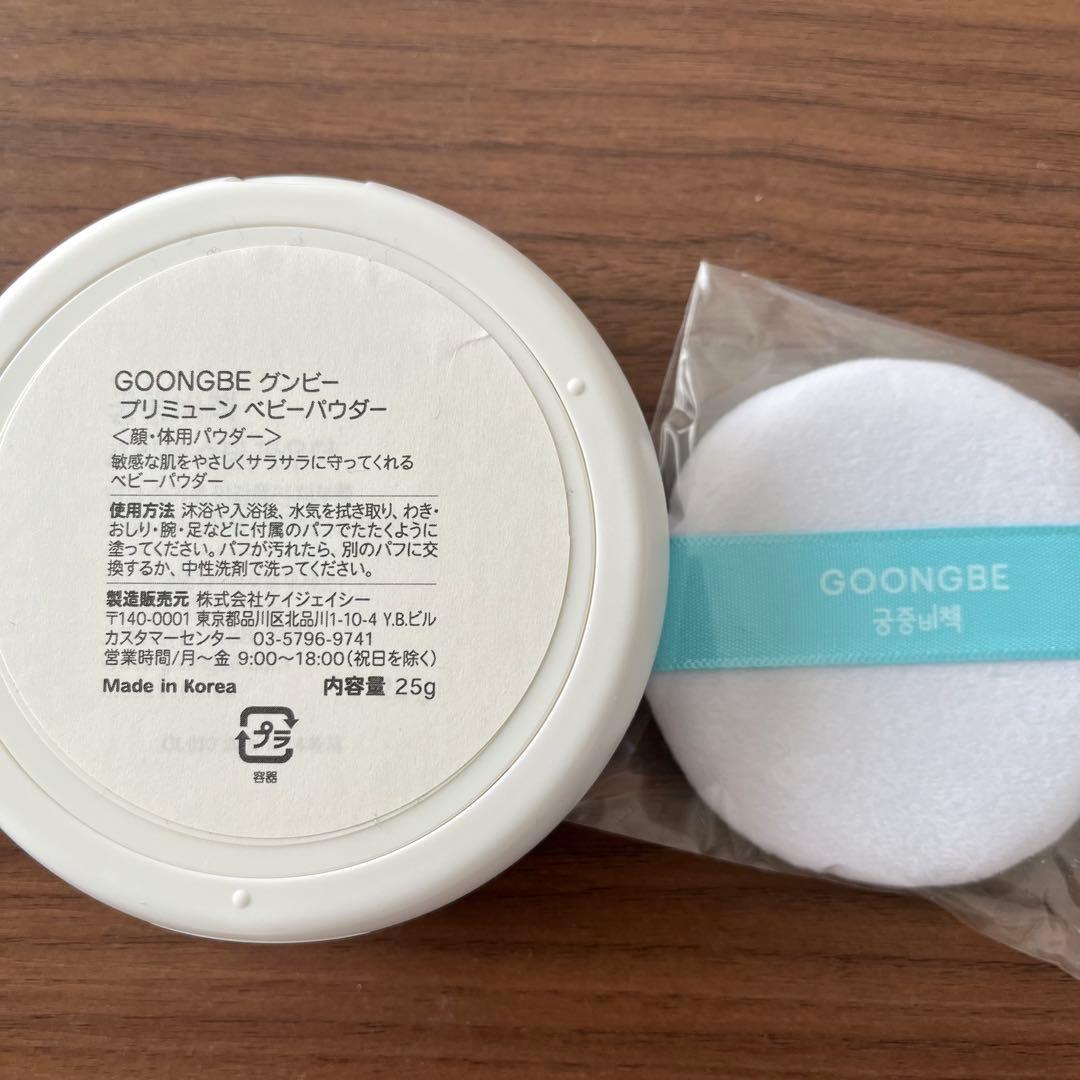 GOONGBE グンビー
プリミューン ベビーパウダー
＜顔・体用パウダー＞
敏感な肌をやさしくサラサラに守ってくれる
ベビーパウダー
使用方法 沐浴や入浴後、水気を拭き取り、わき・
おしり・腕・足などに付属のパフでたたくように
塗ってください。パフが汚れたら、別のパフに交
換するか、中性洗剤で洗ってください。
製造販売元 株式会社ケイジェイシー
〒140-0001 東京都品川区北品川1-10-4 Y.B.ビル
カスタマーセンター 03-5796-9741
営業時間/月〜金 9:00〜18:00(祝日を除く)
Made in Korea 内容量 25g
プラ
容器
GOONGBE
궁중비책